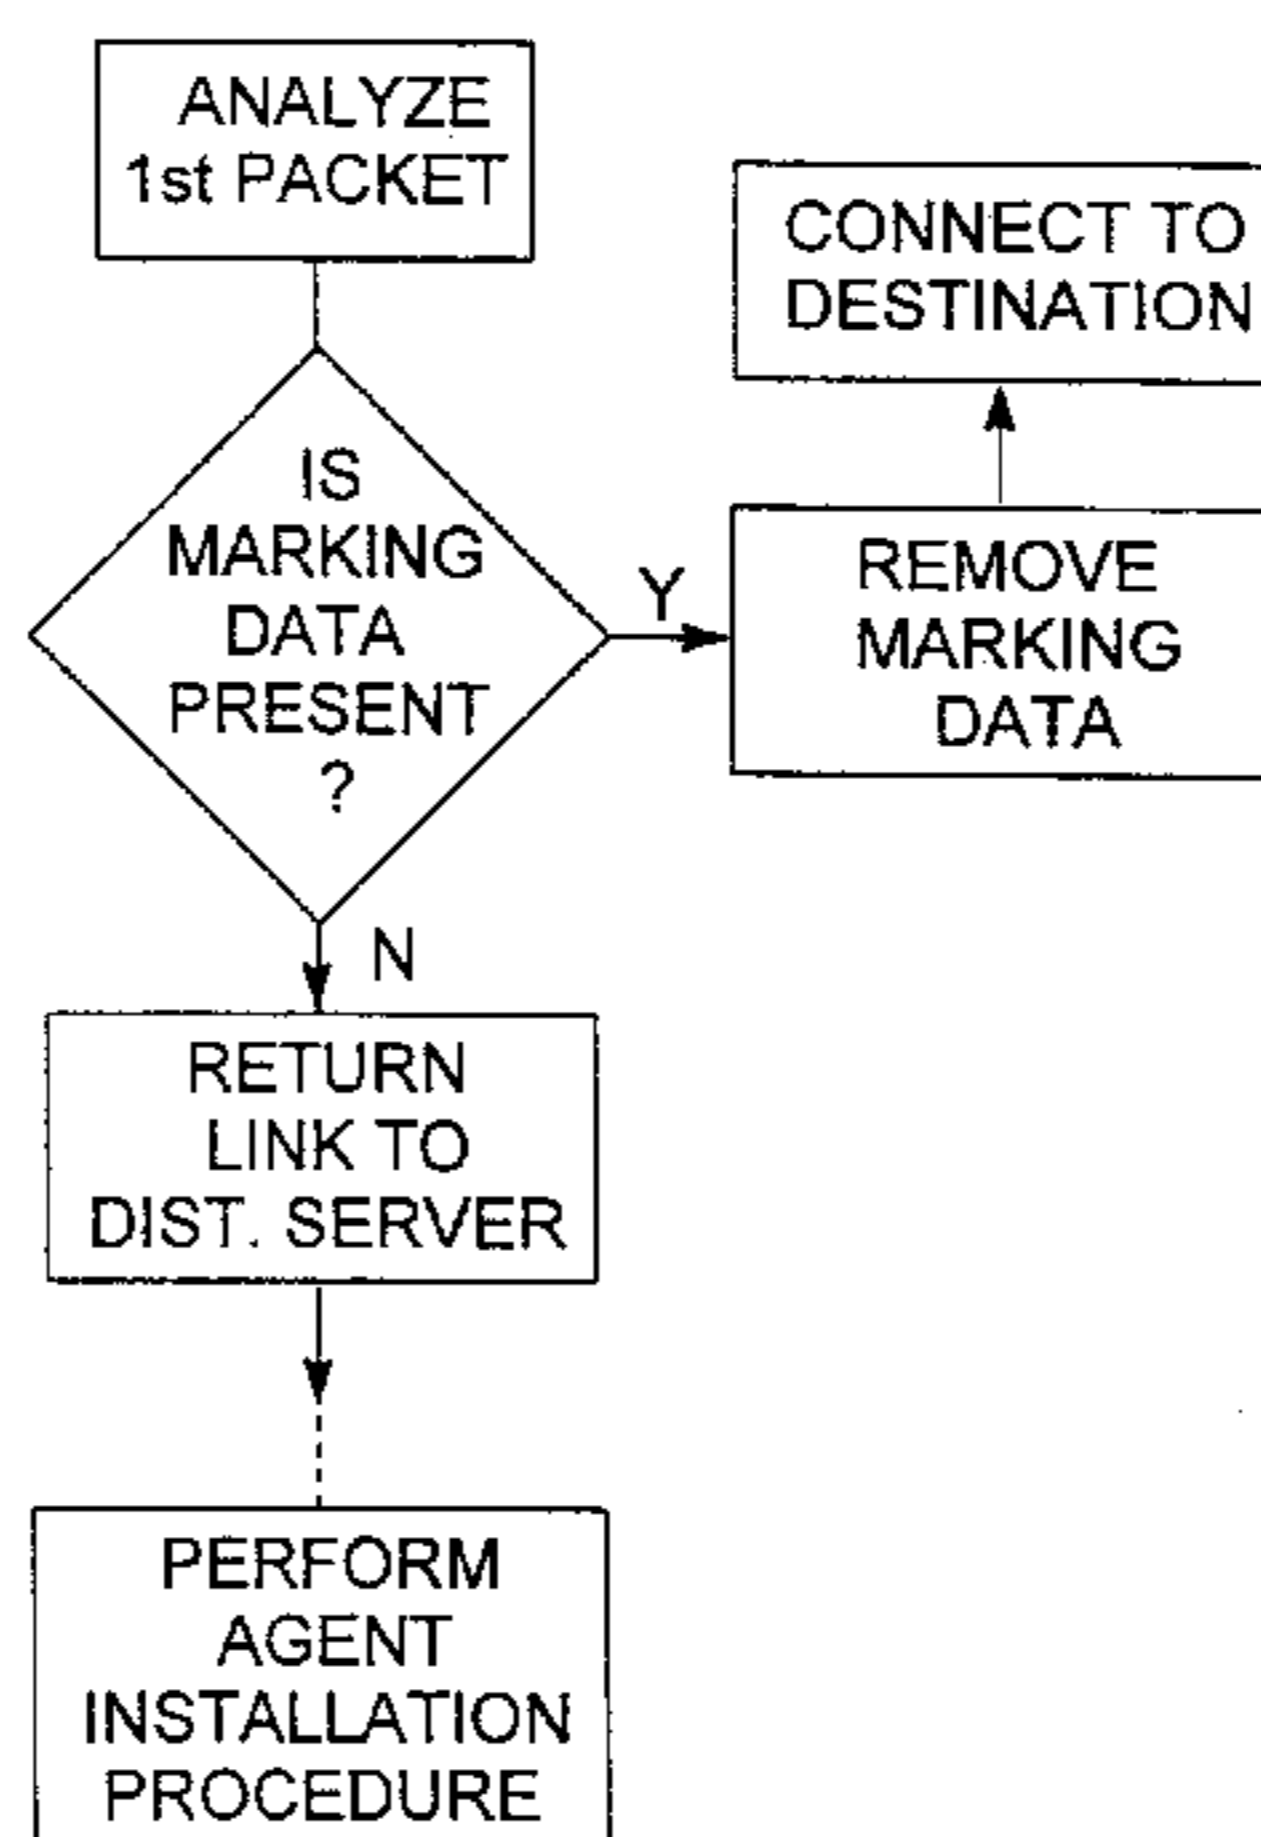 ANALYZE
1st PACKET
IS
MARKING
DATA
PRESENT
?
Y
REMOVE
MARKING
DATA
CONNECT TO
DESTINATION
N
RETURN
LINK TO
DIST. SERVER
PERFORM
AGENT
INSTALLATION
PROCEDURE